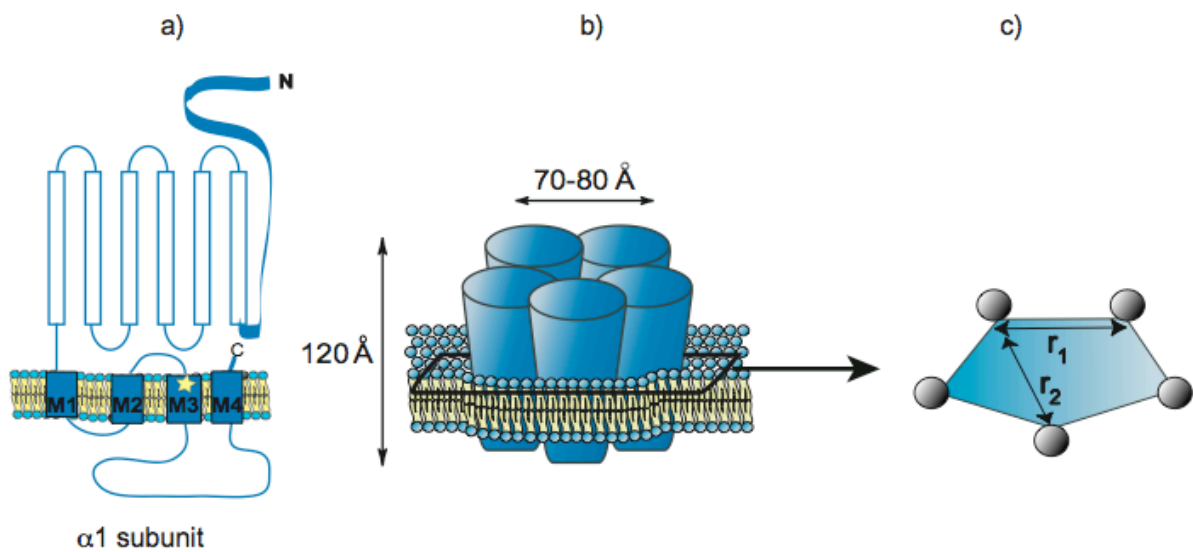 a)
b)
c)
N
70-80 Å
120 Å
C
M1
M2
M3
M4
r1
r2
α1 subunit